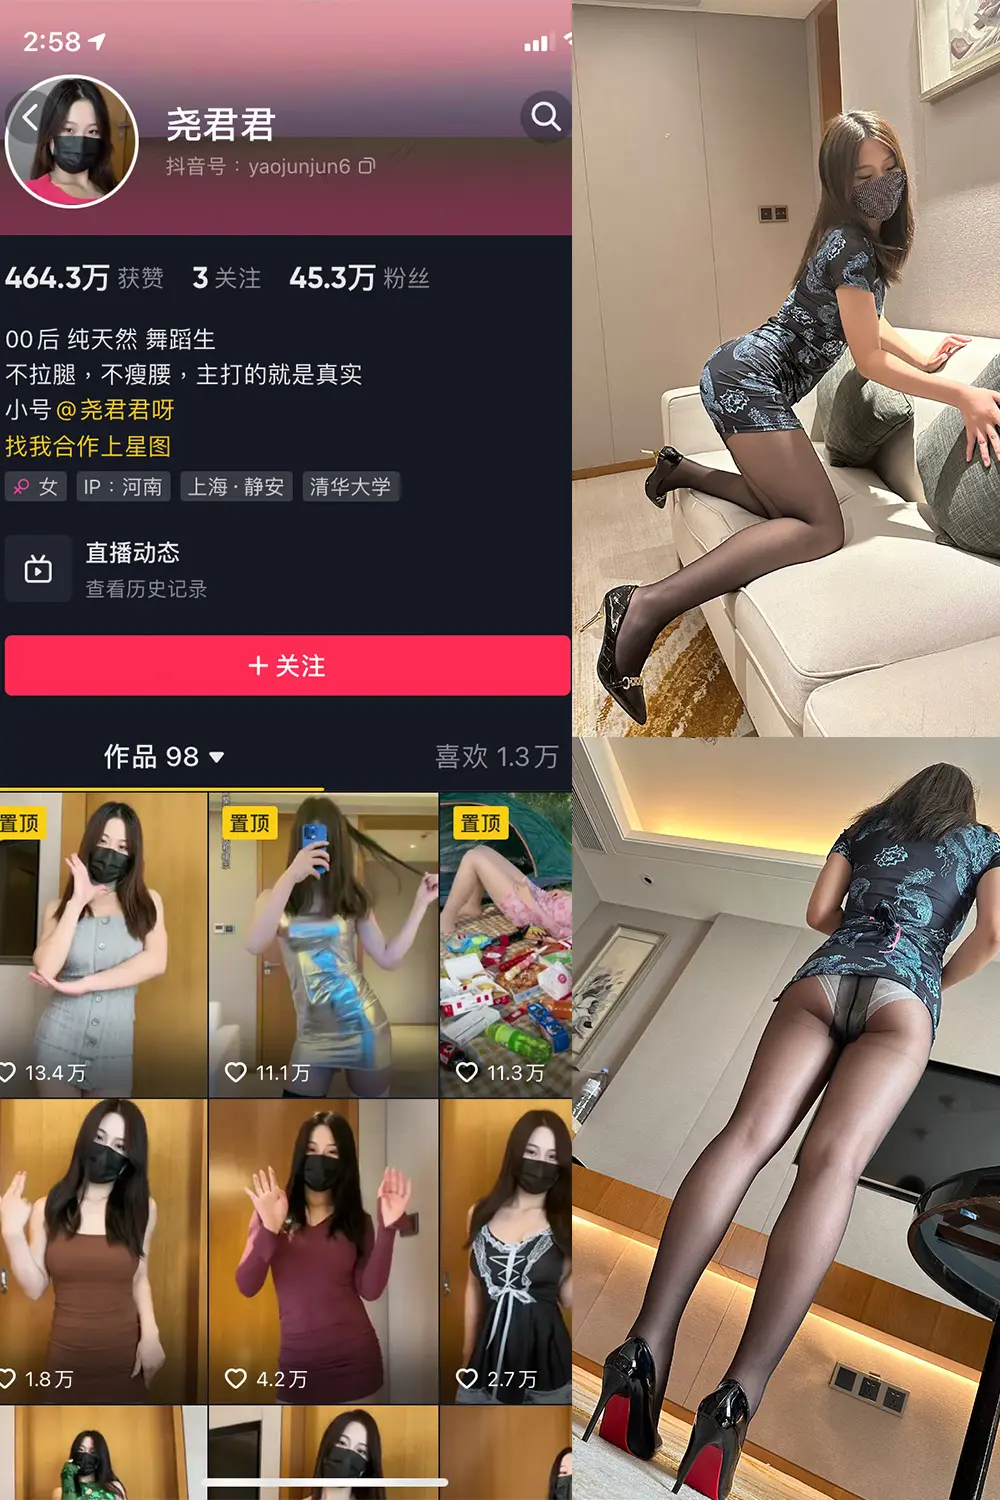 2:58
尧君君
抖音号：yaojunjun6
464.3万 获赞 3 关注 45.3万 粉丝
00后 纯天然 舞蹈生
不拉腿，不瘦腰，主打的就是真实
小号@尧君君呀
找我合作上星图
女 IP：河南 上海·静安 清华大学
直播动态
查看历史记录
+ 关注
作品 98 喜欢 1.3万
置顶 置顶 置顶
13.4万 11.1万 11.3万
1.8万 4.2万 2.7万